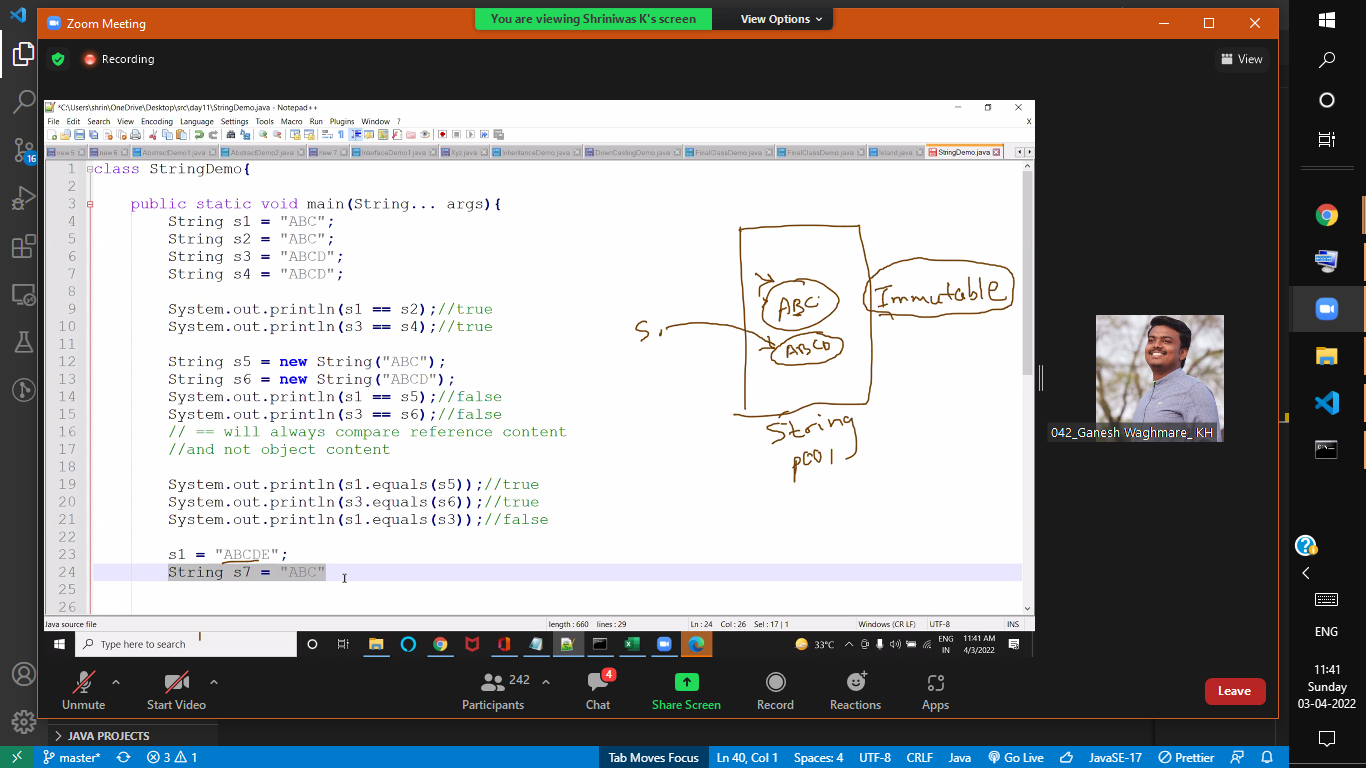 Zoom Meeting
You are viewing Shriniwas K's screen
View Options
Recording
View
*C:\Users\shrin\OneDrive\Desktop\src\day11\StringDemo.java - Notepad++
File Edit Search View Encoding Language Settings Tools Macro Run Plugins Window ? X
new 5 new 6 AbstractDemo1.java AbstractDemo2.java new 7 InterfaceDemo1.java Xyz.java InheritanceDemo.java DownCastingDemo.java FinalClassDemo.java FinalClassDemo.java Island.java StringDemo.java
1 class StringDemo{
2
3 public static void main(String... args){
4 String s1 = "ABC";
5 String s2 = "ABC";
6 String s3 = "ABCD";
7 String s4 = "ABCD";
8
9 System.out.println(s1 == s2);//true
10 System.out.println(s3 == s4);//true
11
12 String s5 = new String("ABC");
13 String s6 = new String("ABCD");
14 System.out.println(s1 == s5);//false
15 System.out.println(s3 == s6);//false
16 // == will always compare reference content
17 //and not object content
18
19 System.out.println(s1.equals(s5));//true
20 System.out.println(s3.equals(s6));//true
21 System.out.println(s1.equals(s3));//false
22
23 s1 = "ABCDE";
24 String s7 = "ABC"
25
26
ABC
Immutable
S
ABCD
String
pool
042_Ganesh Waghmare_ KH
Java source file length : 660 lines : 29 Ln : 24 Col : 26 Sel : 17 | 1 Windows (CR LF) UTF-8 INS
Type here to search
33°C
ENG
IN
11:41 AM
4/3/2022
Unmute
Start Video
242
Participants
4
Chat
Share Screen
Record
Reactions
Apps
Leave
16
JAVA PROJECTS
master* 3 1 Tab Moves Focus Ln 40, Col 1 Spaces: 4 UTF-8 CRLF Java Go Live JavaSE-17 Prettier
ENG
11:41
Sunday
03-04-2022